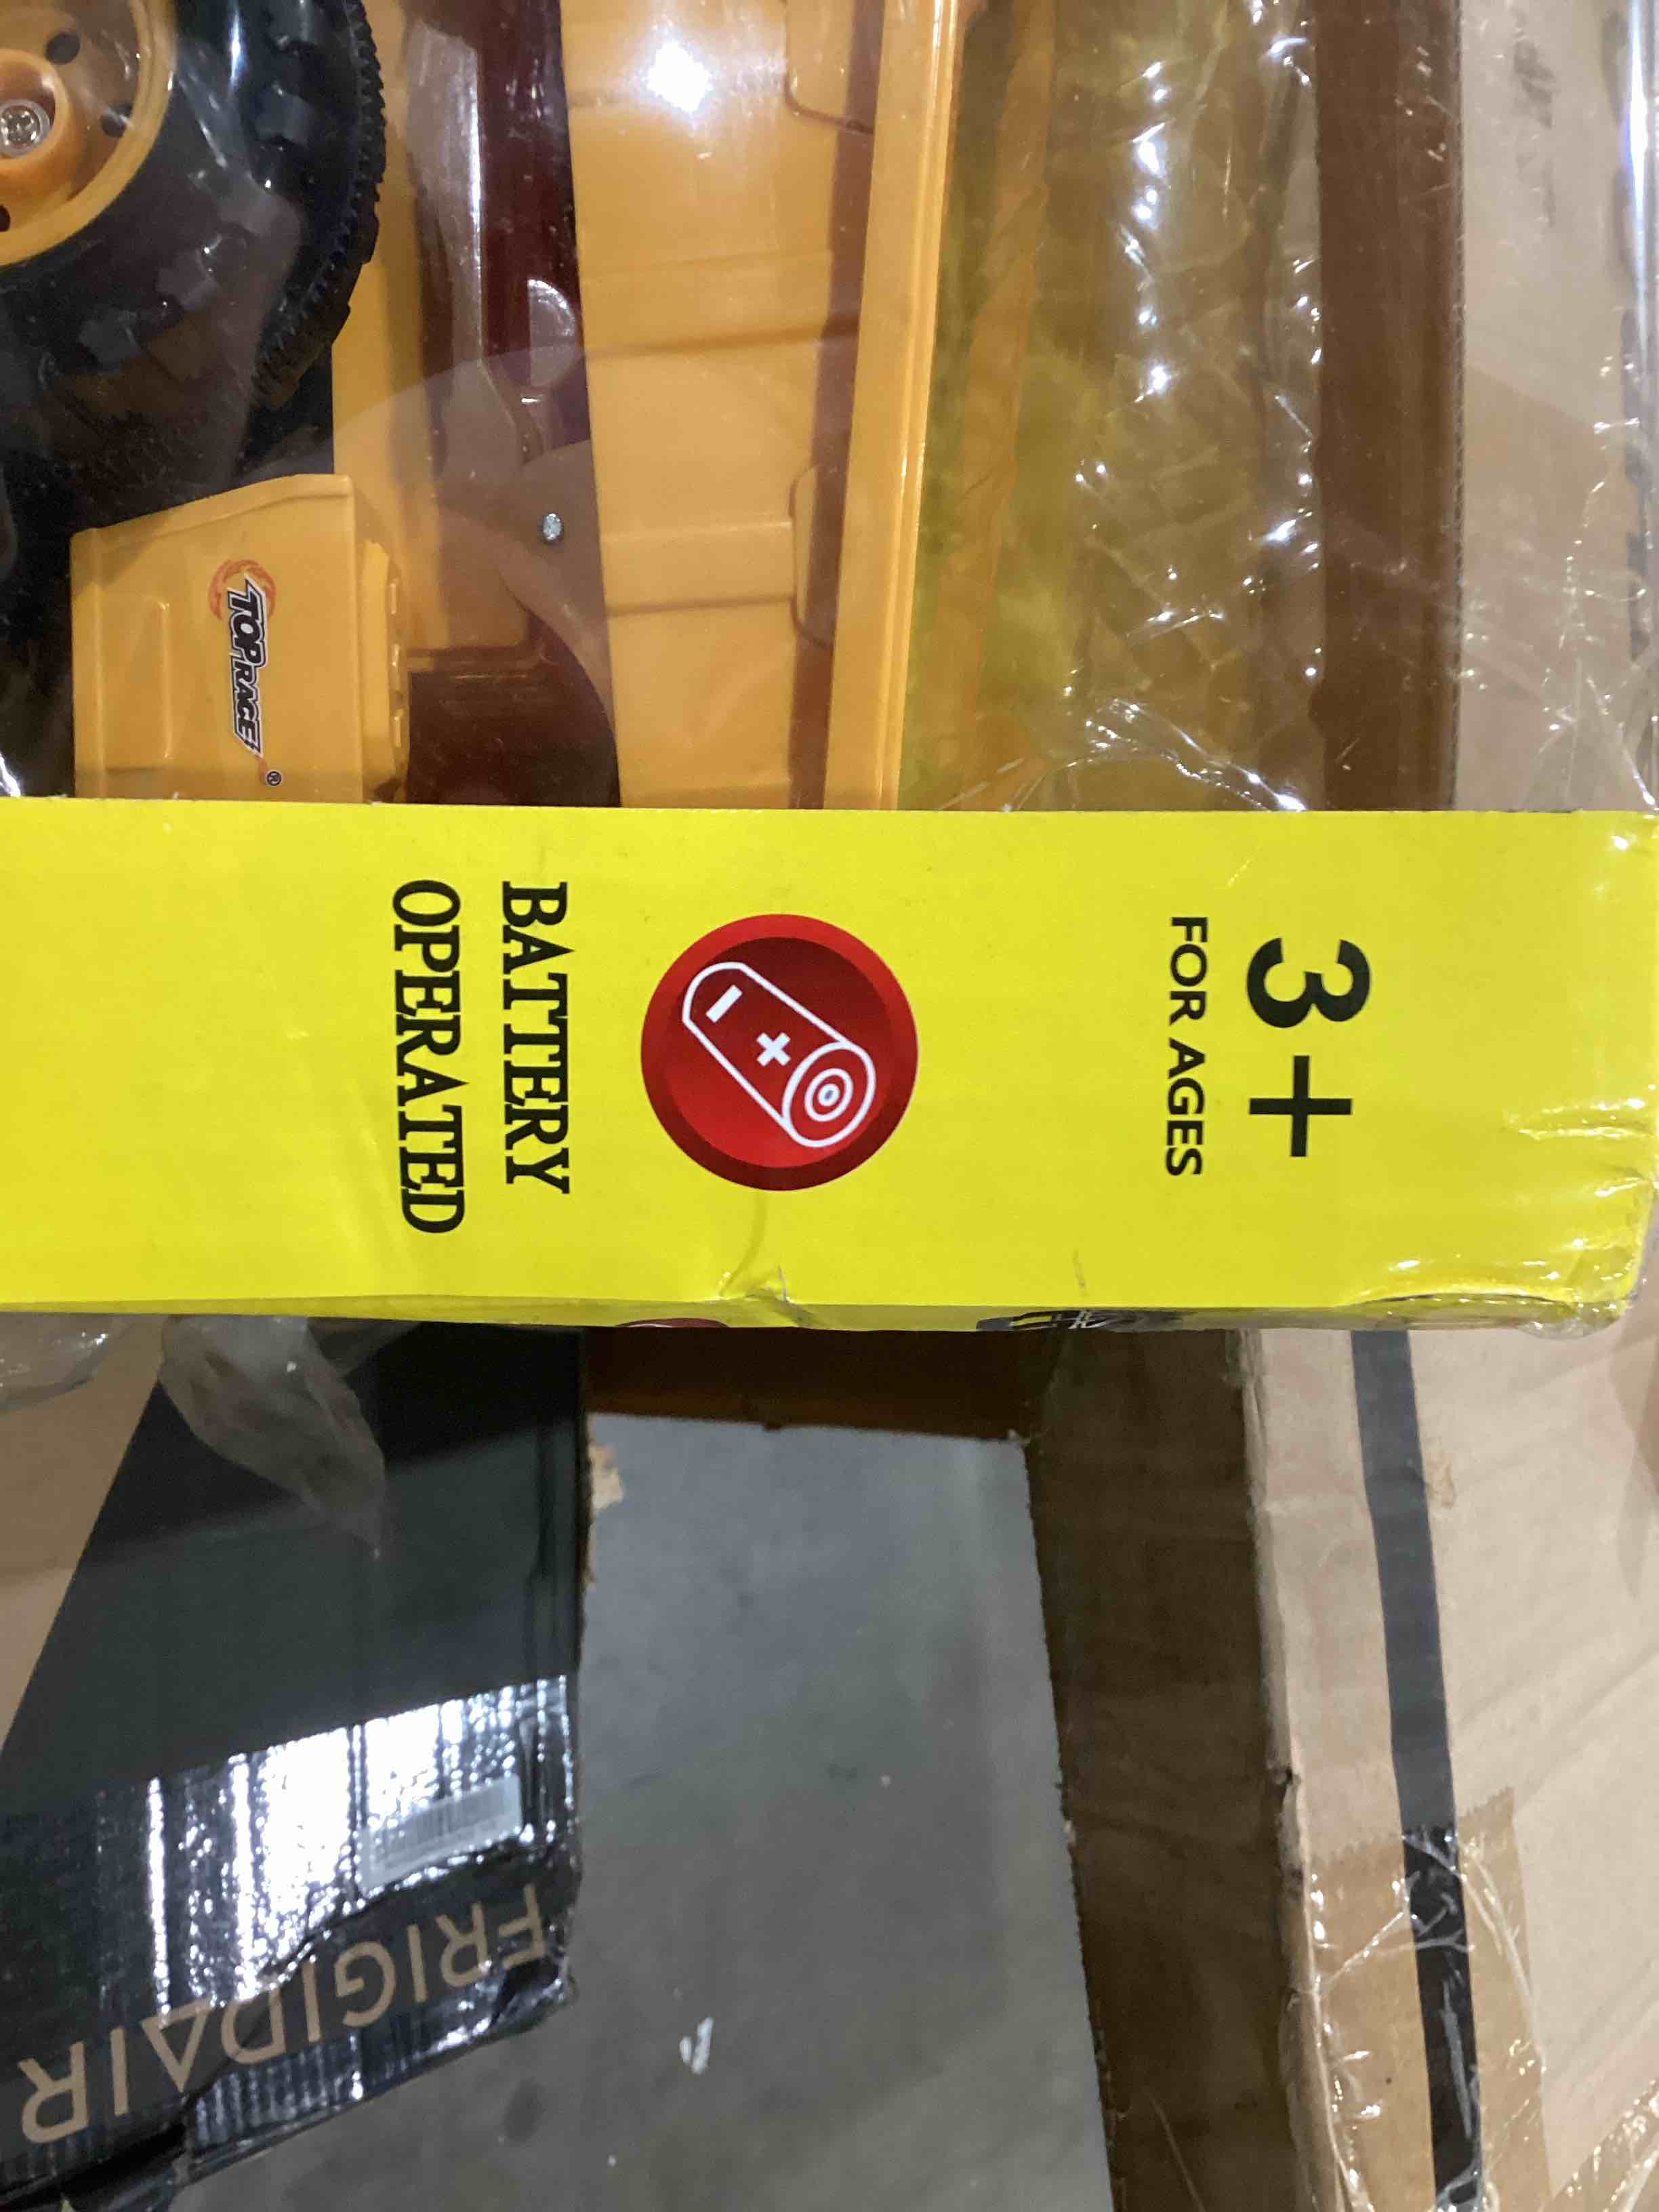 TOP RACE®
3+
FOR AGES
BATTERY
OPERATED
FRIGIDAIR